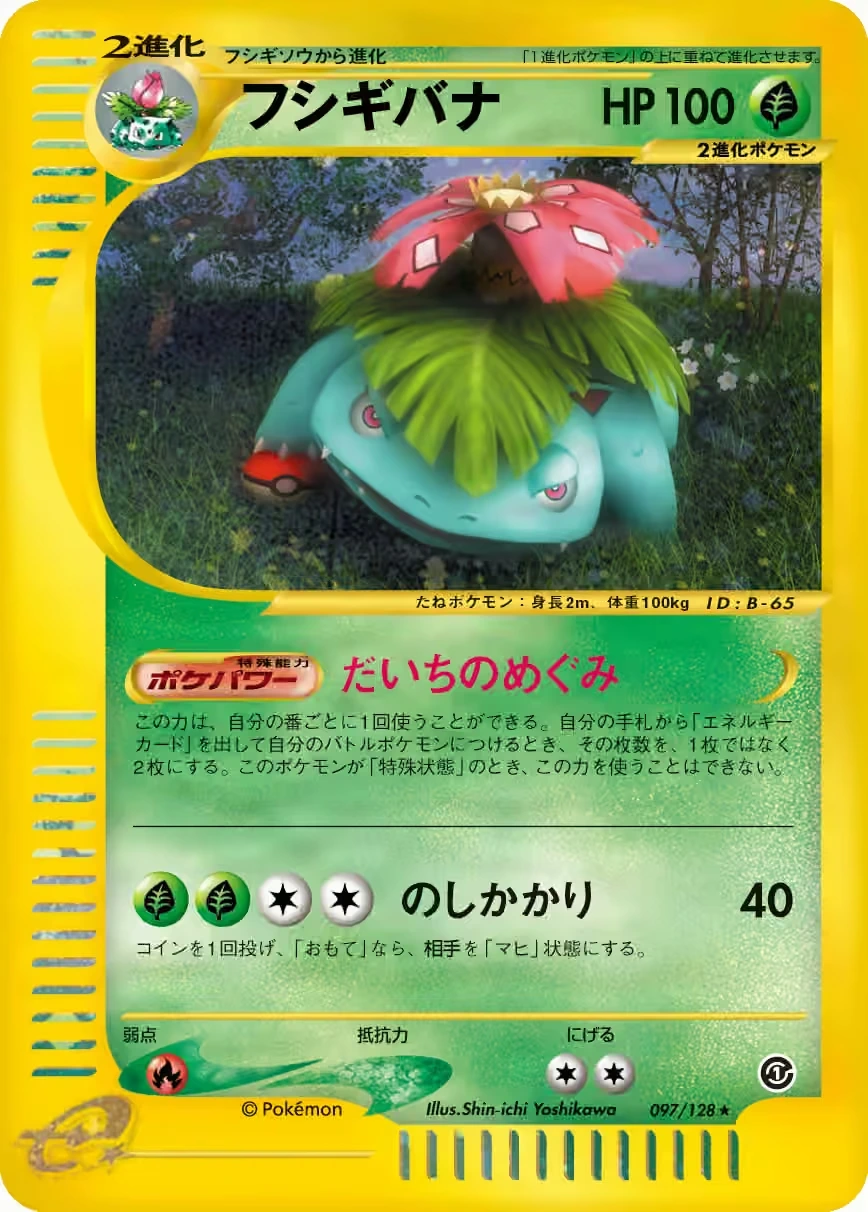 2進化
フシギソウから進化
「1進化ポケモン」の上に重ねて進化させます。
フシギバナ HP 100
2進化ポケモン
たねポケモン：身長2m、体重100kg ID : B-65
特殊能力
ポケパワー だいちのめぐみ
この力は、自分の番ごとに1回使うことができる。自分の手札から「エネルギー
カード」を出して自分のバトルポケモンにつけるとき、その枚数を、1枚ではなく
2枚にする。このポケモンが「特殊状態」のとき、この力を使うことはできない。
のしかかり 40
コインを1回投げ、「おもて」なら、相手を「マヒ」状態にする。
弱点 抵抗力 にげる
1
© Pokémon Illus.Shin-ichi Yoshikawa 097/128★
e